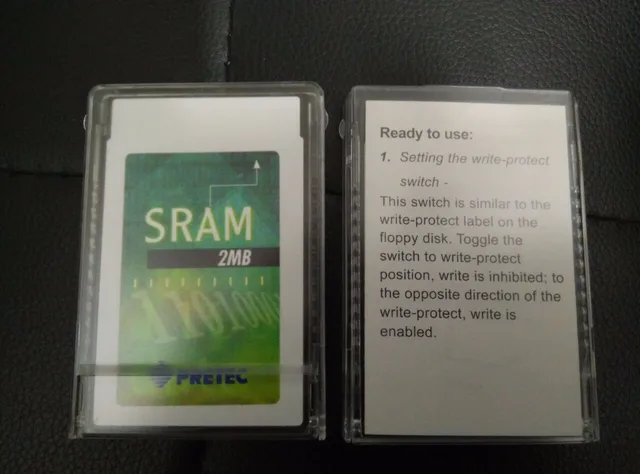 SRAM
2MB
PRETEC
Ready to use:
1. Setting the write-protect
switch -
This switch is similar to the
write-protect label on the
floppy disk. Toggle the
switch to write-protect
position, write is inhibited; to
the opposite direction of the
write-protect, write is
enabled.